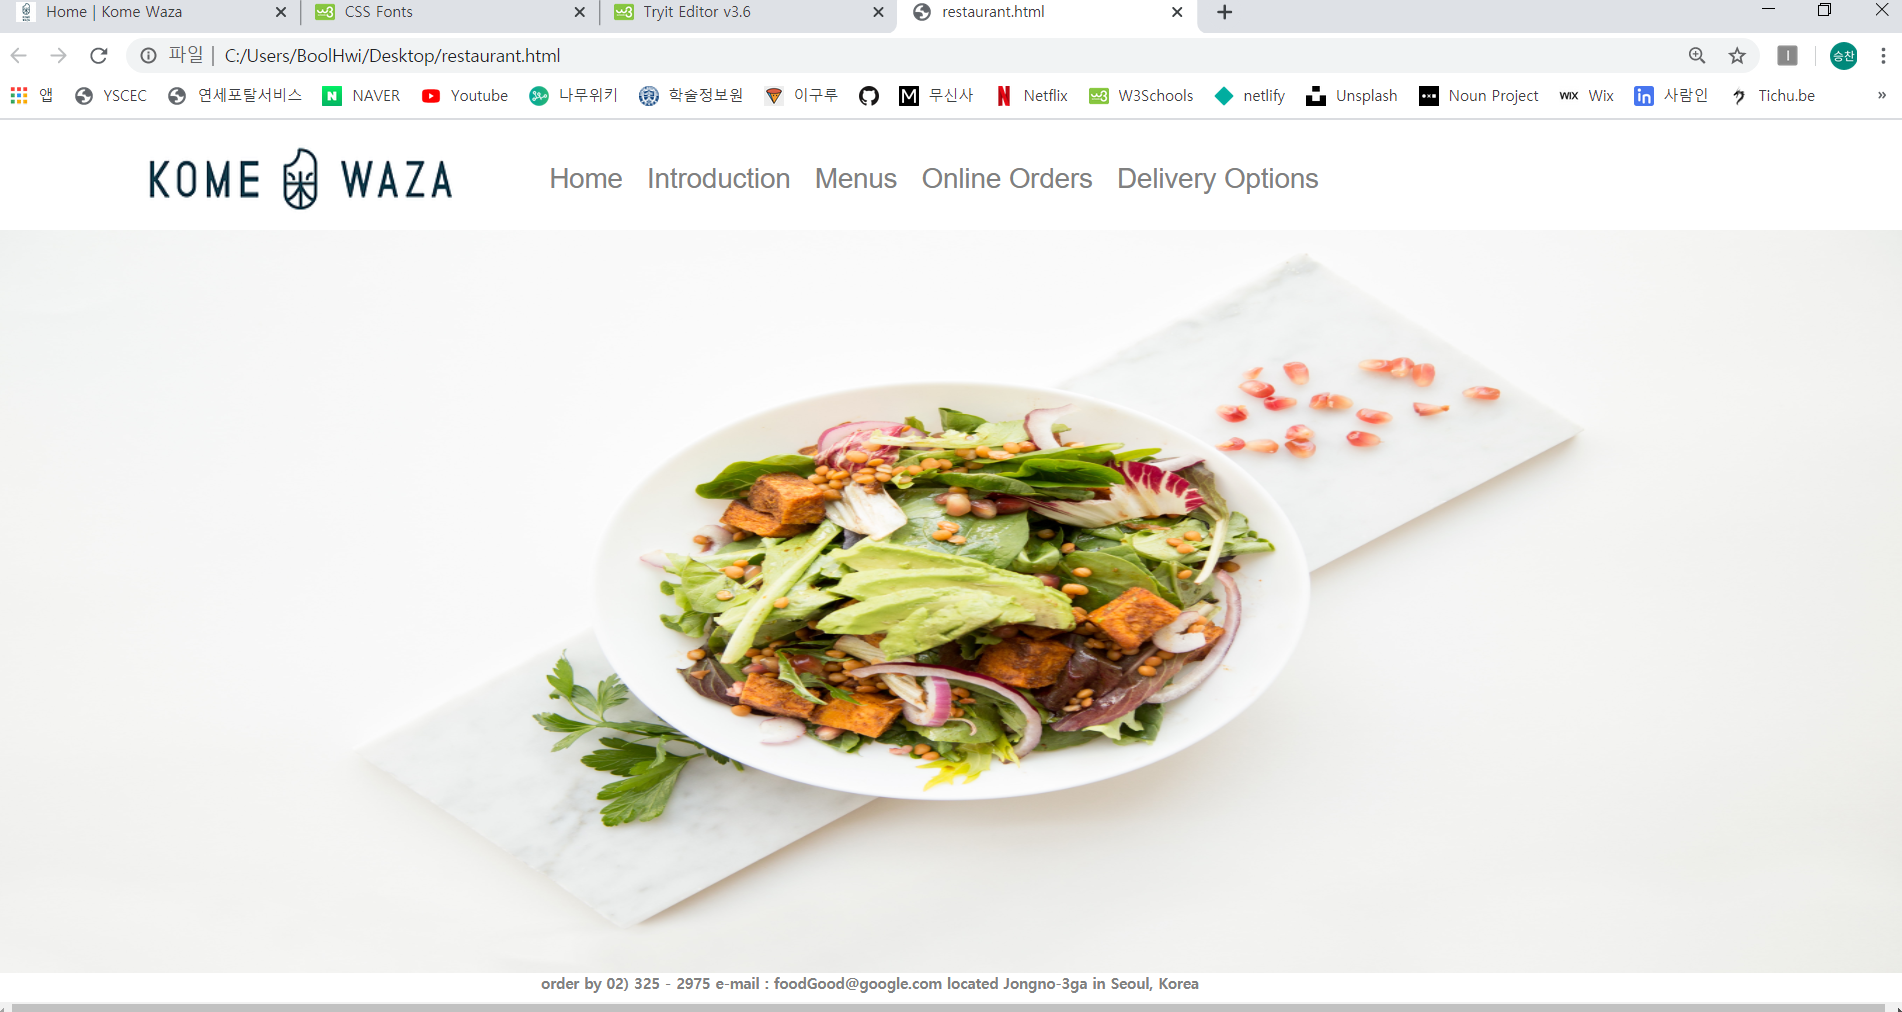 Home | Kome Waza
CSS Fonts
Tryit Editor v3.6
restaurant.html
파일 | C:/Users/BoolHwi/Desktop/restaurant.html
승찬
앱 YSCEC 연세포탈서비스 NAVER Youtube 나무위키 학술정보원 이구루 무신사 Netflix W3Schools netlify Unsplash Noun Project WIX Wix 사람인 Tichu.be »
KOME WAZA
Home Introduction Menus Online Orders Delivery Options
order by 02) 325 - 2975 e-mail : foodGood@google.com located Jongno-3ga in Seoul, Korea